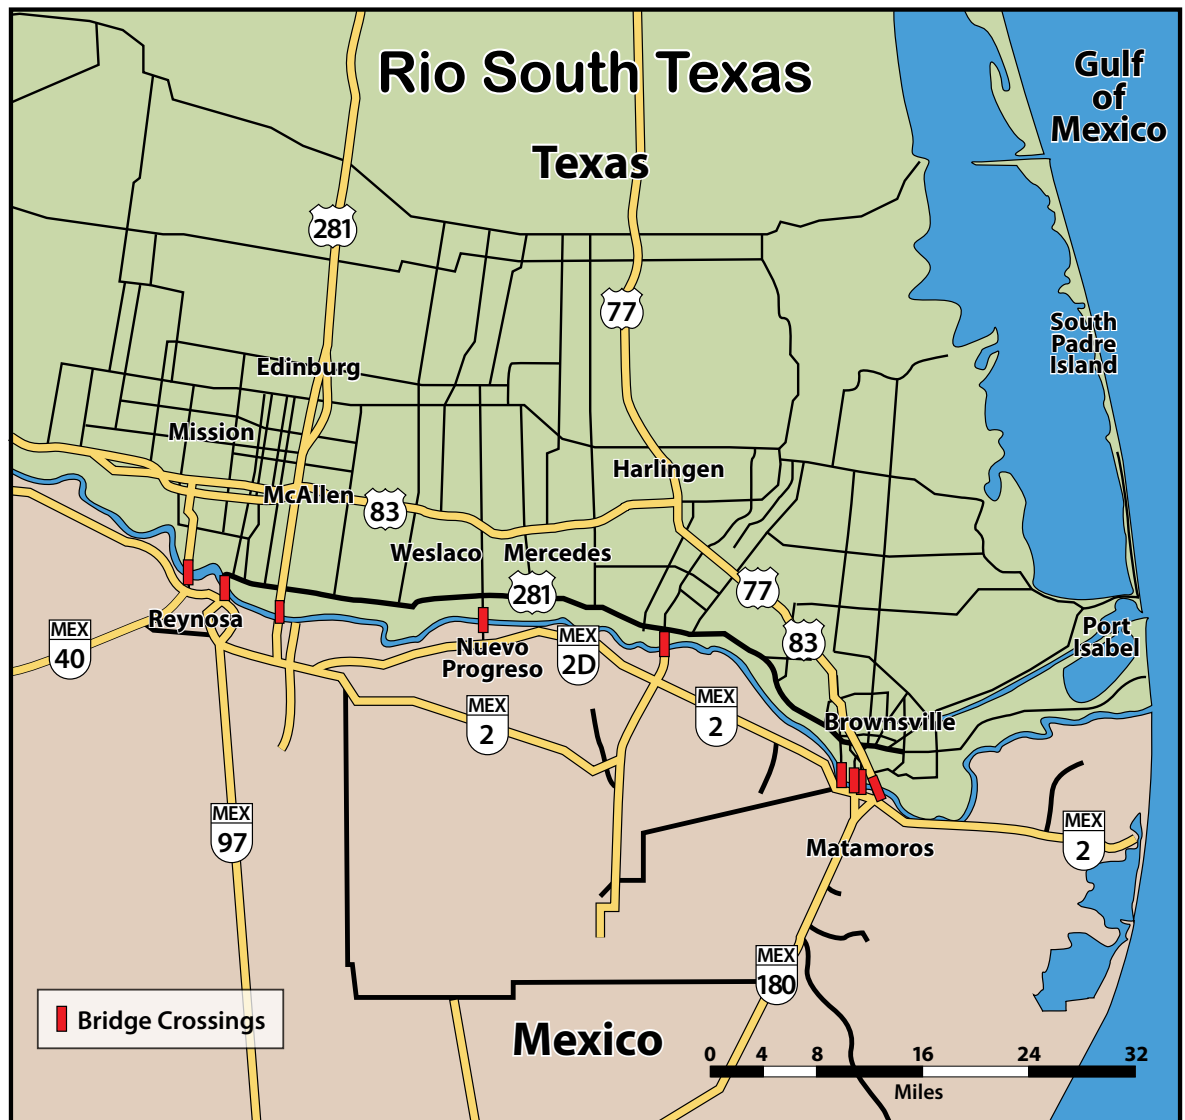 Rio South Texas
Gulf
of
Mexico
Texas
281
77
South
Padre
Island
Edinburg
Mission
Harlingen
McAllen
83
Weslaco
Mercedes
281
77
Reynosa
MEX
40
Nuevo
Progreso
MEX
2D
83
Port
Isabel
MEX
2
MEX
2
Brownsville
MEX
97
Matamoros
MEX
2
MEX
180
Bridge Crossings
Mexico
0 4 8 16 24 32
Miles